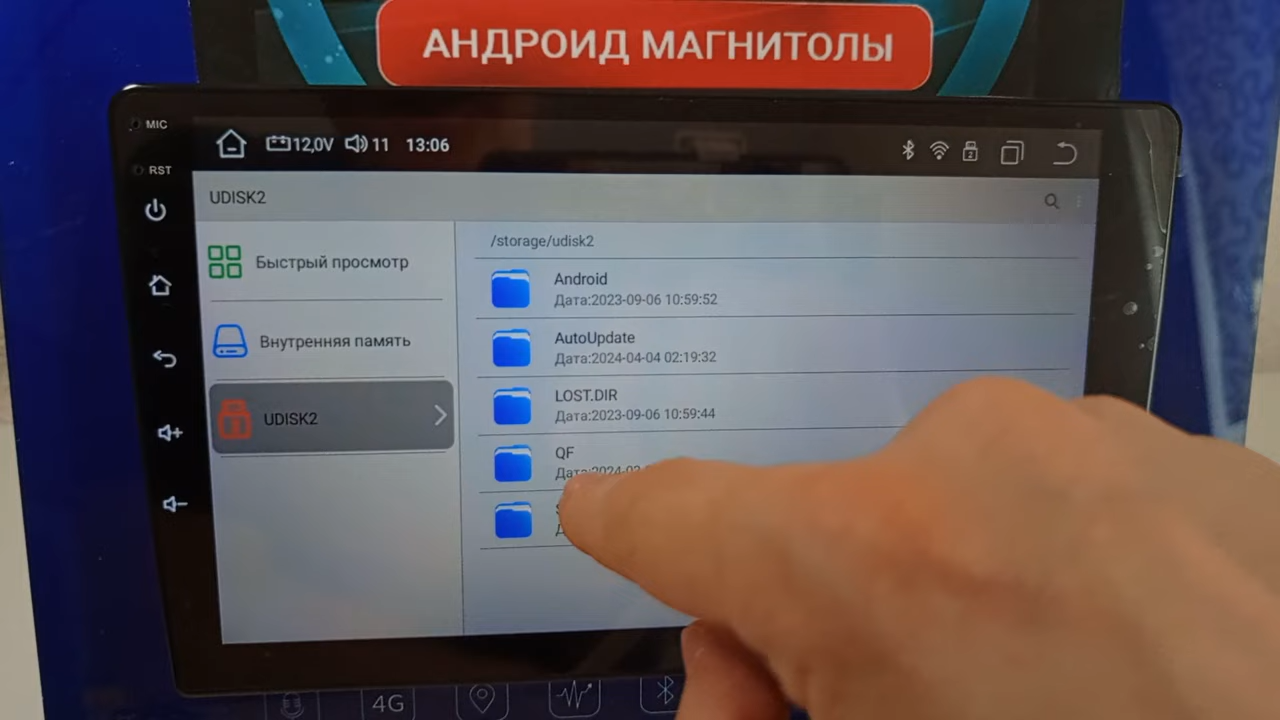 АНДРОИД МАГНИТОЛЫ
MIC
12,0V 11 13:06
2
RST
UDISK2
Быстрый просмотр
Внутренняя память
UDISK2
/storage/udisk2
Android
Дата:2023-09-06 10:59:52
AutoUpdate
Дата:2024-04-04 02:19:32
LOST.DIR
Дата:2023-09-06 10:59:44
QF
4G